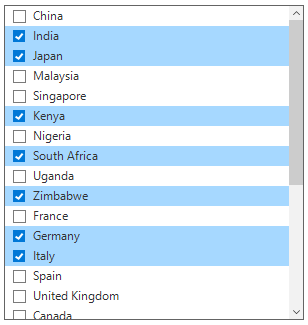 China
India
Japan
Malaysia
Singapore
Kenya
Nigeria
South Africa
Uganda
Zimbabwe
France
Germany
Italy
Spain
United Kingdom
Canada